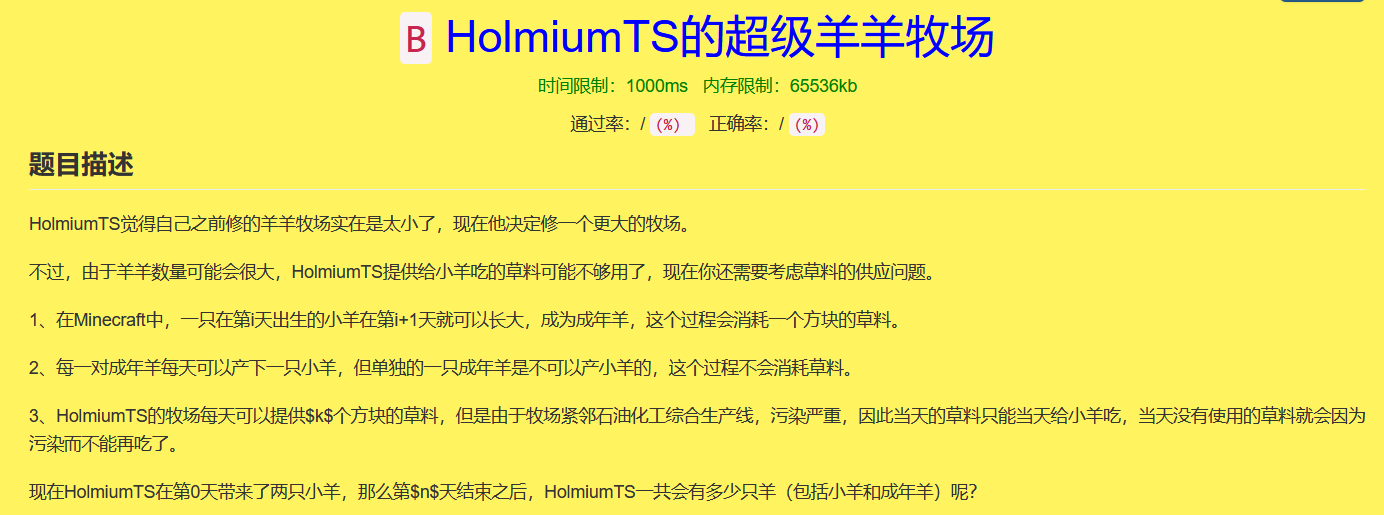 B HolmiumTS的超级羊羊牧场
时间限制：1000ms 内存限制：65536kb
通过率：/ (%) 正确率：/ (%)
题目描述
HolmiumTS觉得自己之前修的羊羊牧场实在是太小了，现在他决定修一个更大的牧场。
不过，由于羊羊数量可能会很大，HolmiumTS提供给小羊吃的草料可能不够用了，现在你还需要考虑草料的供应问题。
1、在Minecraft中，一只在第i天出生的小羊在第i+1天就可以长大，成为成年羊，这个过程会消耗一个方块的草料。
2、每一对成年羊每天可以产下一只小羊，但单独的一只成年羊是不可以产小羊的，这个过程不会消耗草料。
3、HolmiumTS的牧场每天可以提供$k$个方块的草料，但是由于牧场紧邻石油化工综合生产线，污染严重，因此当天的草料只能当天给小羊吃，当天没有使用的草料就会因为
污染而不能再吃了。
现在HolmiumTS在第0天带来了两只小羊，那么第$n$天结束之后，HolmiumTS一共会有多少只羊（包括小羊和成年羊）呢？